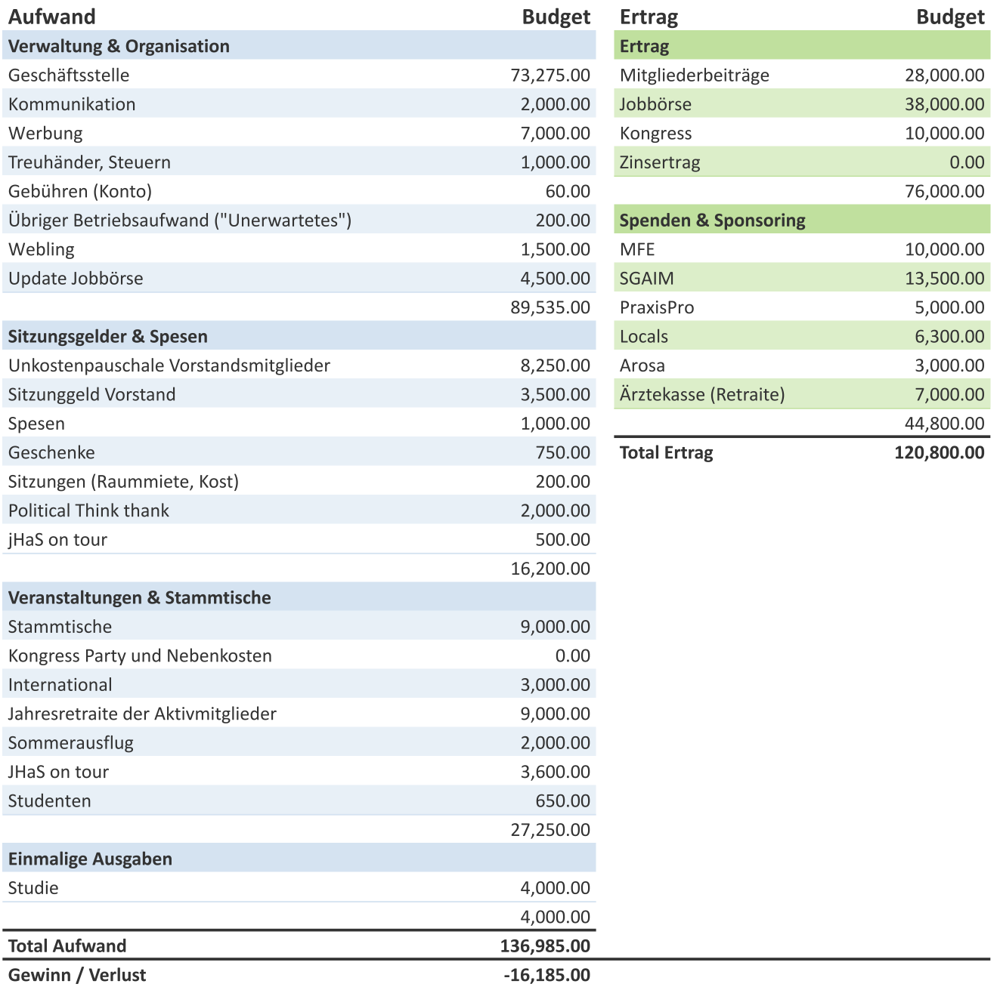 Aufwand Budget
Verwaltung & Organisation
Geschäftsstelle 73,275.00
Kommunikation 2,000.00
Werbung 7,000.00
Treuhänder, Steuern 1,000.00
Gebühren (Konto) 60.00
Übriger Betriebsaufwand ("Unerwartetes") 200.00
Webling 1,500.00
Update Jobbörse 4,500.00
89,535.00
Sitzungsgelder & Spesen
Unkostenpauschale Vorstandsmitglieder 8,250.00
Sitzunggeld Vorstand 3,500.00
Spesen 1,000.00
Geschenke 750.00
Sitzungen (Raummiete, Kost) 200.00
Political Think thank 2,000.00
jHaS on tour 500.00
16,200.00
Veranstaltungen & Stammtische
Stammtische 9,000.00
Kongress Party und Nebenkosten 0.00
International 3,000.00
Jahresretraite der Aktivmitglieder 9,000.00
Sommerausflug 2,000.00
JHaS on tour 3,600.00
Studenten 650.00
27,250.00
Einmalige Ausgaben
Studie 4,000.00
4,000.00
Total Aufwand 136,985.00
Gewinn / Verlust -16,185.00
Ertrag Budget
Ertrag
Mitgliederbeiträge 28,000.00
Jobbörse 38,000.00
Kongress 10,000.00
Zinsertrag 0.00
76,000.00
Spenden & Sponsoring
MFE 10,000.00
SGAIM 13,500.00
PraxisPro 5,000.00
Locals 6,300.00
Arosa 3,000.00
Ärztekasse (Retraite) 7,000.00
44,800.00
Total Ertrag 120,800.00